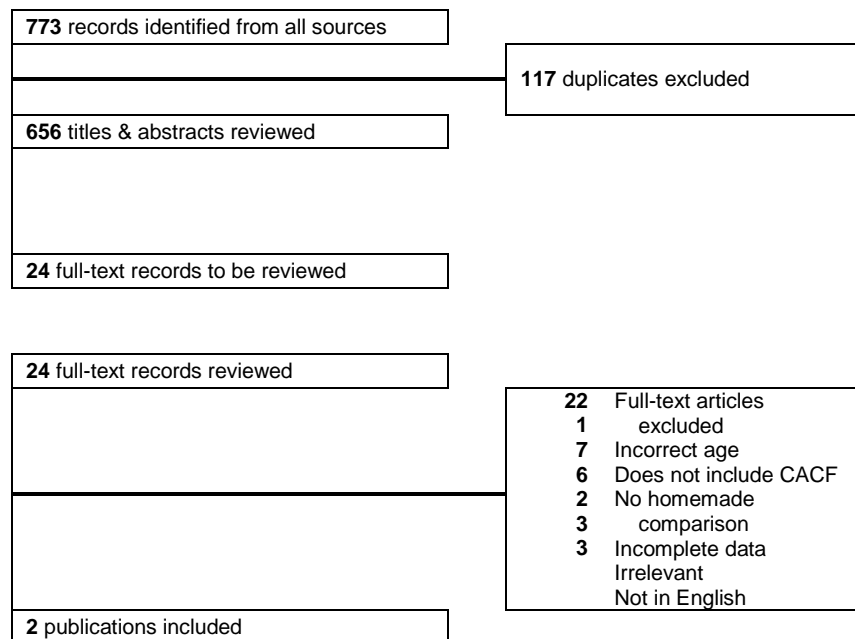 773 records identified from all sources
117 duplicates excluded
656 titles & abstracts reviewed
24 full-text records to be reviewed
24 full-text records reviewed
22 Full-text articles
1 excluded
7 Incorrect age
6 Does not include CACF
2 No homemade
3 comparison
3 Incomplete data
Irrelevant
Not in English
2 publications included